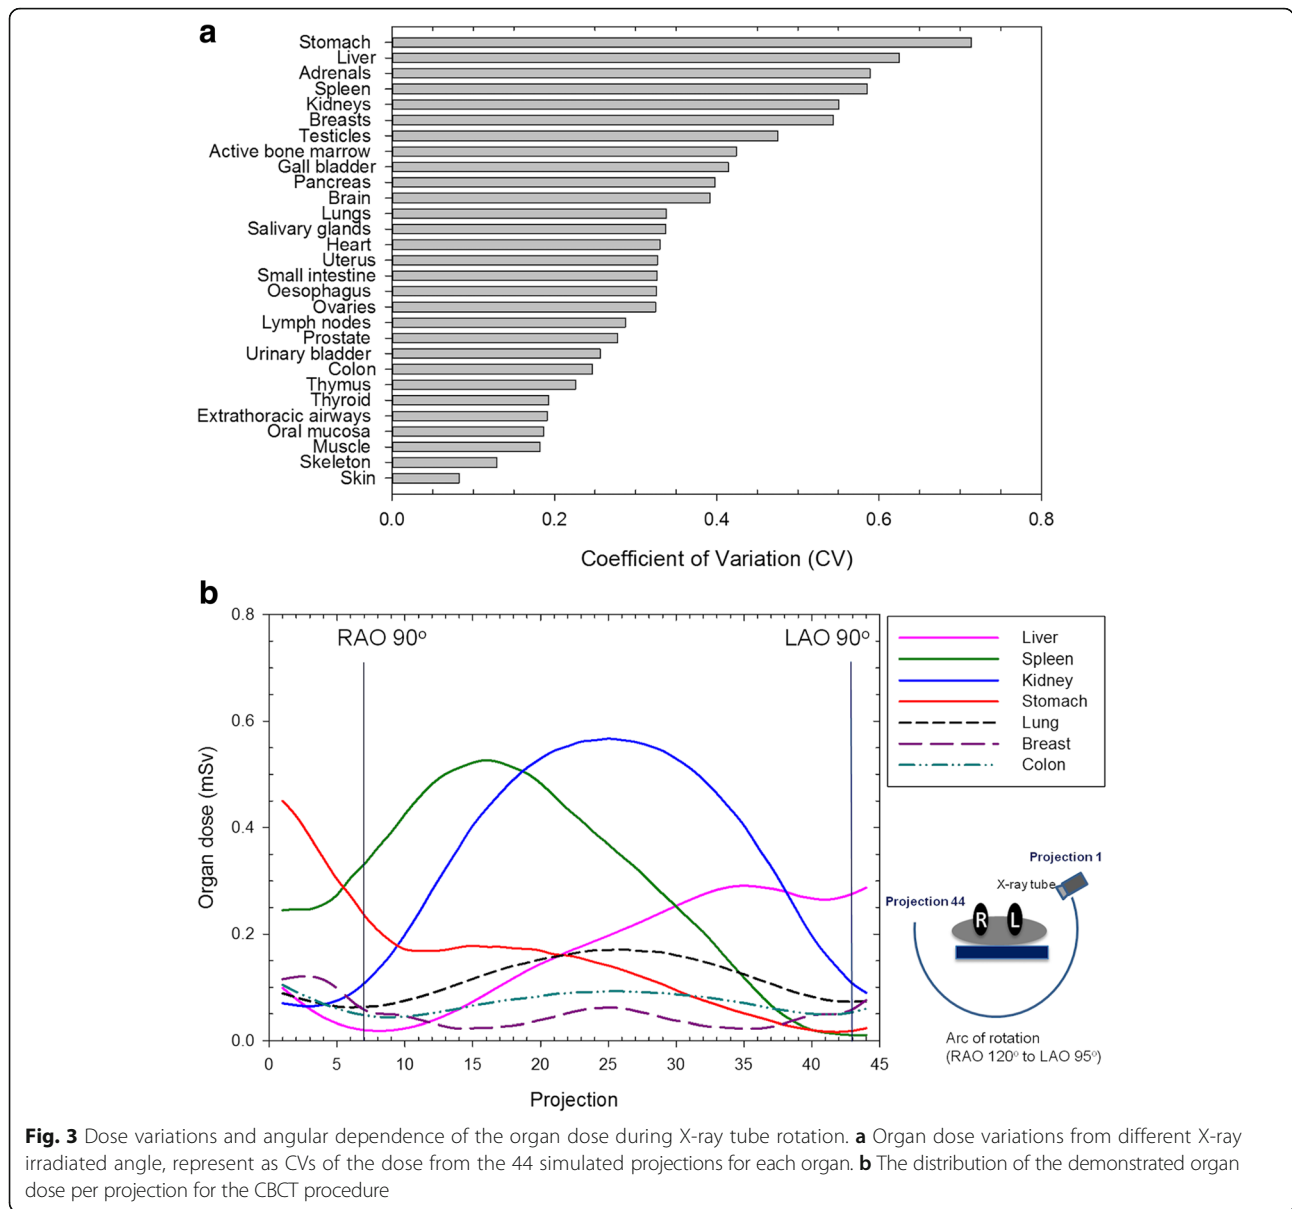 a
Stomach
Liver
Adrenals
Spleen
Kidneys
Breasts
Testicles
Active bone marrow
Gall bladder
Pancreas
Brain
Lungs
Salivary glands
Heart
Uterus
Small intestine
Oesophagus
Ovaries
Lymph nodes
Prostate
Urinary bladder
Colon
Thymus
Thyroid
Extrathoracic airways
Oral mucosa
Muscle
Skeleton
Skin
0.0 0.2 0.4 0.6 0.8
Coefficient of Variation (CV)
b
0.8
0.6
0.4
0.2
0.0
Organ dose (mSv)
RAO 90°
LAO 90°
0 5 10 15 20 25 30 35 40 45
Projection
Liver
Spleen
Kidney
Stomach
Lung
Breast
Colon
Projection 1
X-ray tube
Projection 44
R L
Arc of rotation
(RAO 120° to LAO 95°)
Fig. 3 Dose variations and angular dependence of the organ dose during X-ray tube rotation. a Organ dose variations from different X-ray
irradiated angle, represent as CVs of the dose from the 44 simulated projections for each organ. b The distribution of the demonstrated organ
dose per projection for the CBCT procedure